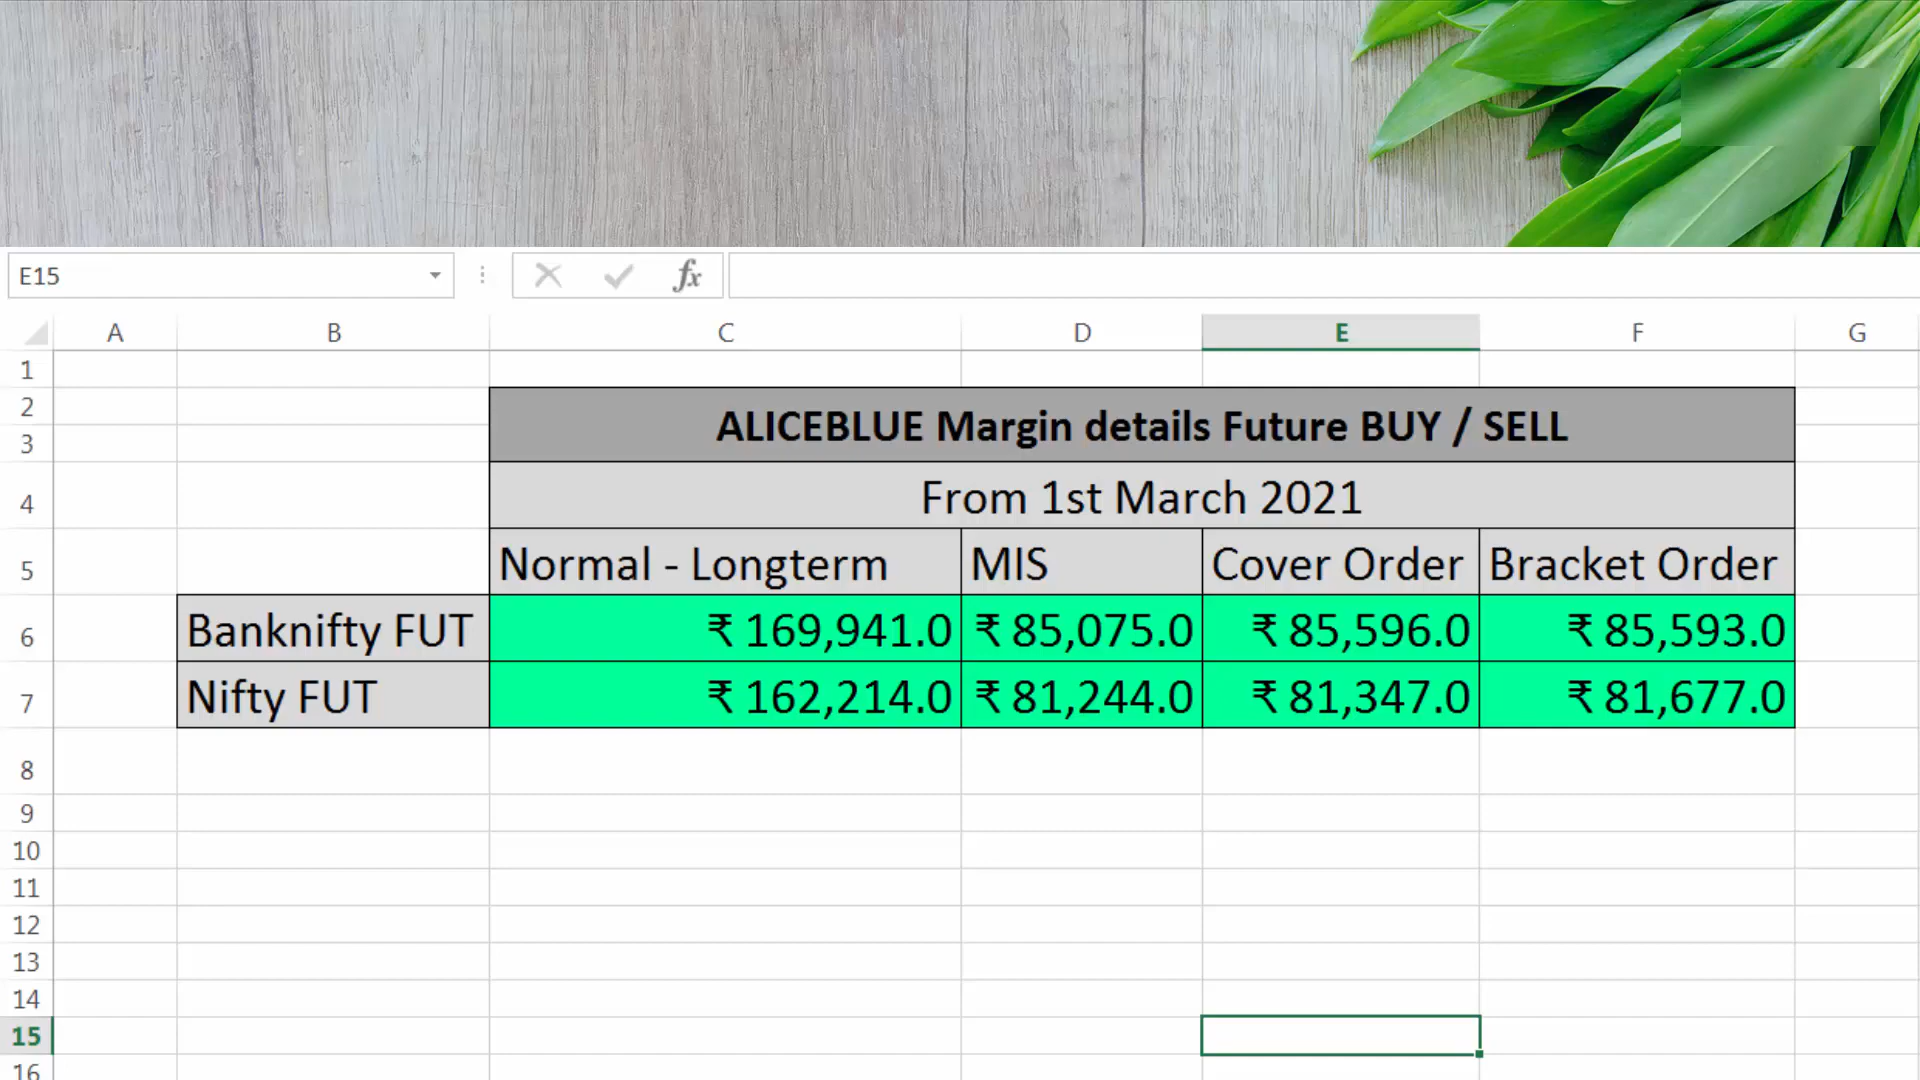 E15
fx
A B C D E F G
1
2
ALICEBLUE Margin details Future BUY / SELL
3
4 From 1st March 2021
5 Normal - Longterm MIS Cover Order Bracket Order
6 Banknifty FUT ₹ 169,941.0 ₹ 85,075.0 ₹ 85,596.0 ₹ 85,593.0
7 Nifty FUT ₹ 162,214.0 ₹ 81,244.0 ₹ 81,347.0 ₹ 81,677.0
8
9
10
11
12
13
14
15
16